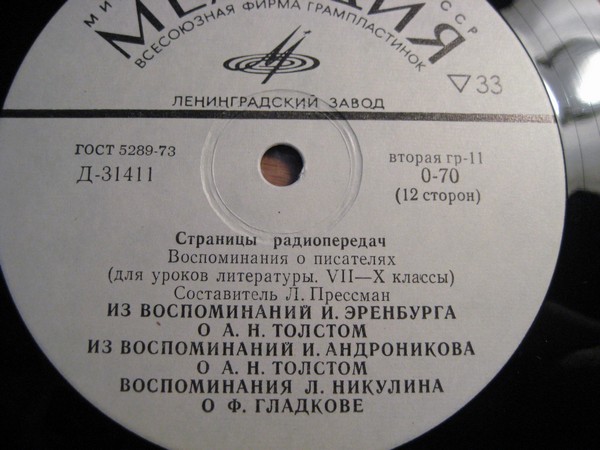 МИ
ССР
МЕЛОДИЯ
ВСЕСОЮЗНАЯ ФИРМА ГРАМПЛАСТИНОК
▽33
ЛЕНИНГРАДСКИЙ ЗАВОД
ГОСТ 5289-73
Д-31411
вторая гр-11
0-70
(12 сторон)
Страницы радиопередач
Воспоминания о писателях
(для уроков литературы. VII—X классы)
Составитель Л. Прессман
ИЗ ВОСПОМИНАНИЙ И. ЭРЕНБУРГА
О А. Н. ТОЛСТОМ
ИЗ ВОСПОМИНАНИЙ И. АНДРОНИКОВА
О А. Н. ТОЛСТОМ
ВОСПОМИНАНИЯ Л. НИКУЛИНА
О Ф. ГЛАДКОВЕ